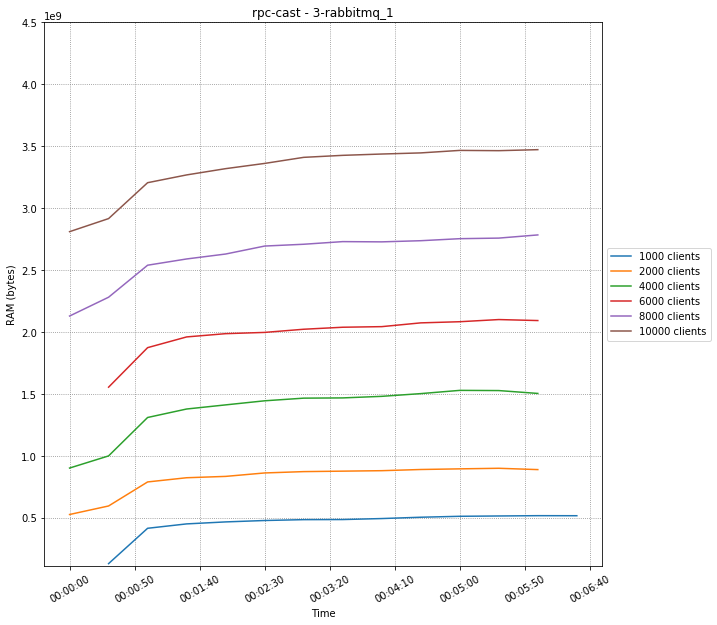 rpc-cast - 3-rabbitmq_1
1e9
4.5
4.0
3.5
3.0
2.5
2.0
1.5
1.0
0.5
RAM (bytes)
1000 clients
2000 clients
4000 clients
6000 clients
8000 clients
10000 clients
00:00:00
00:00:50
00:01:40
00:02:30
00:03:20
00:04:10
00:05:00
00:05:50
00:06:40
Time